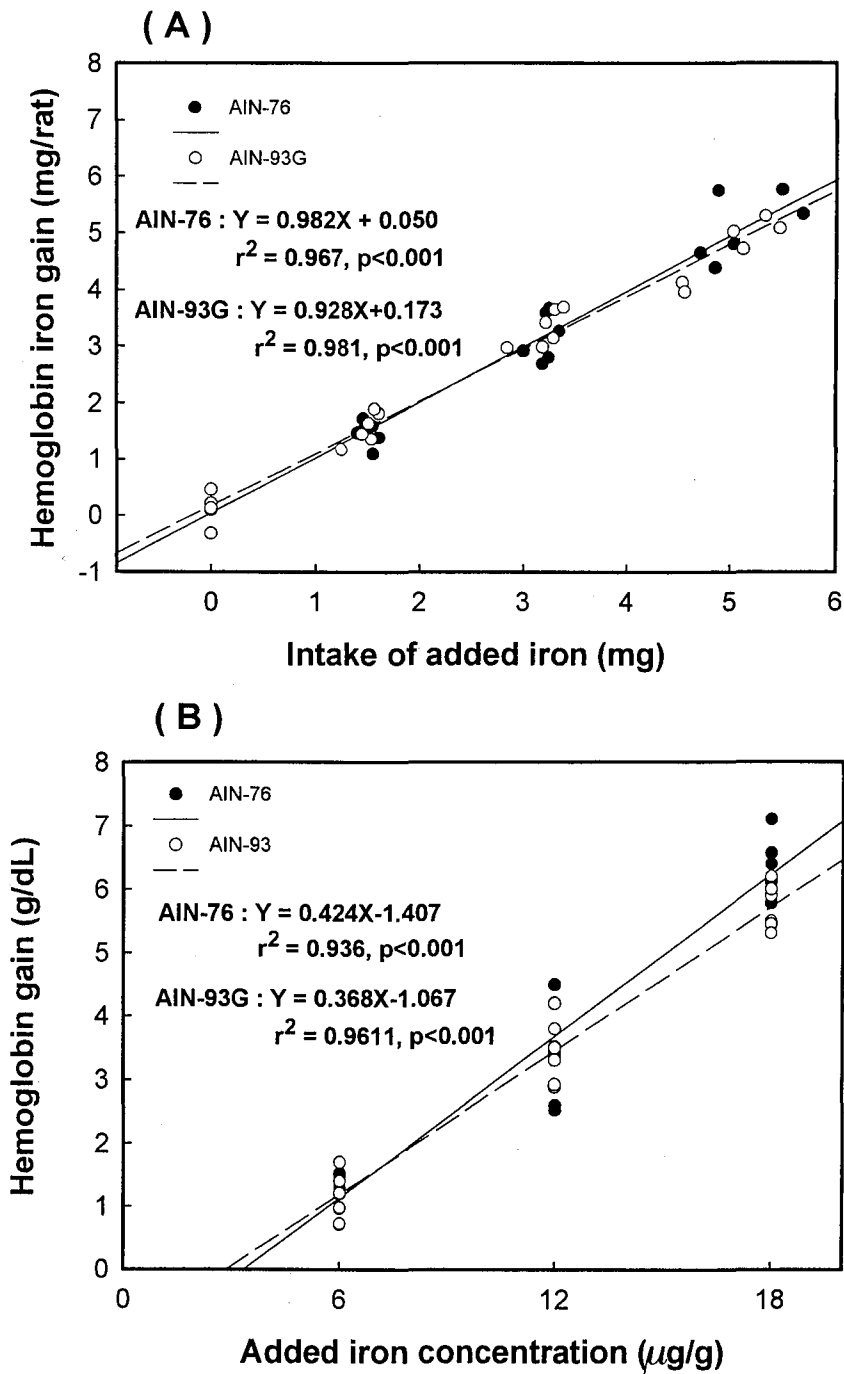 ( A )
8
7
6
5
4
3
2
1
0
-1
AIN-76
AIN-93G
AIN-76 : Y = 0.982X + 0.050
r² = 0.967, p<0.001
AIN-93G : Y = 0.928X+0.173
r² = 0.981, p<0.001
Hemoglobin iron gain (mg/rat)
0 1 2 3 4 5 6
Intake of added iron (mg)
( B )
8
7
6
5
4
3
2
1
0
AIN-76
AIN-93
AIN-76 : Y = 0.424X-1.407
r² = 0.936, p<0.001
AIN-93G : Y = 0.368X-1.067
r² = 0.9611, p<0.001
Hemoglobin gain (g/dL)
0 6 12 18
Added iron concentration (μg/g)